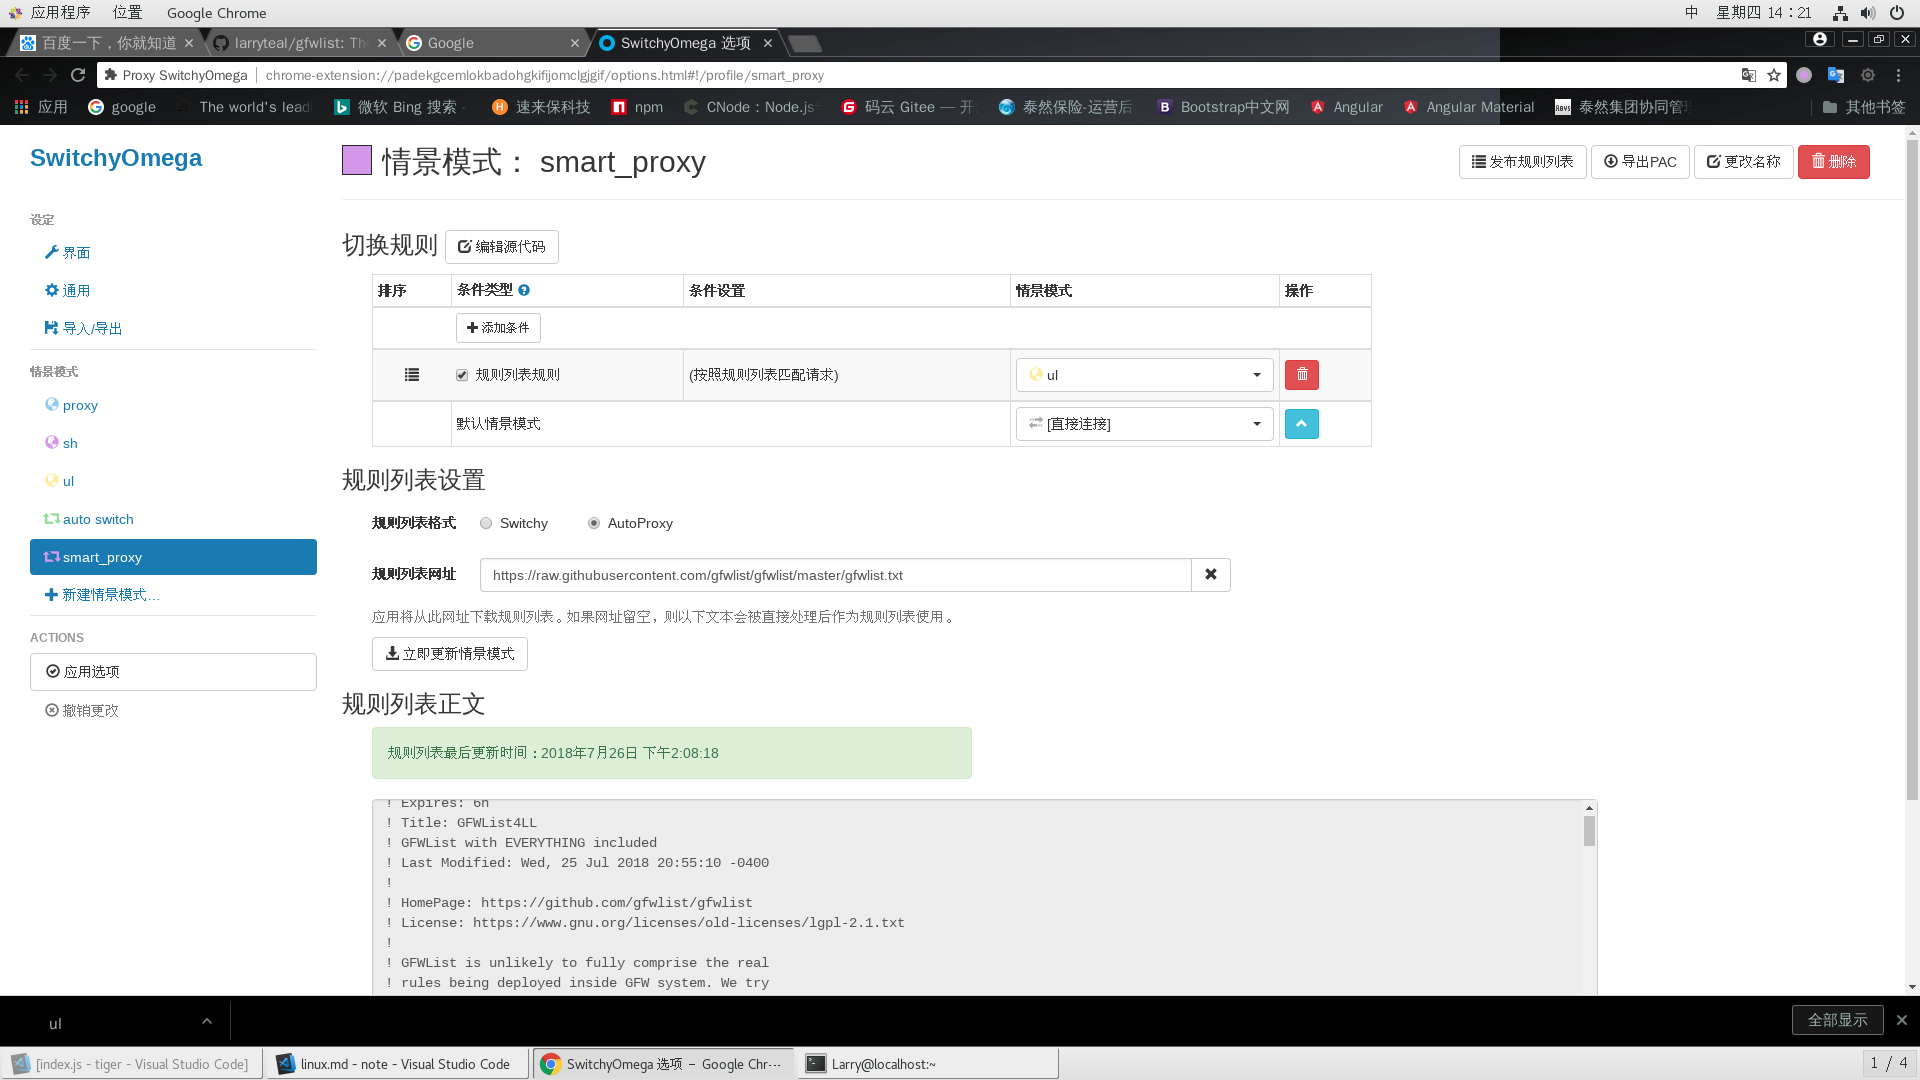 应用程序 位置 Google Chrome 中 星期四 14：21
百度一下，你就知道 larryteal/gfwlist: The Google SwitchyOmega 选项
Proxy SwitchyOmega chrome-extension://padekgcemlokbadohgkifijomclgjgif/options.html#!/profile/smart_proxy
应用 google The world's lead 微软 Bing 搜索 - 速来保科技 npm CNode：Node.js 码云 Gitee — 开 泰然保险-运营后 Bootstrap中文网 Angular Angular Material 泰然集团协同管 其他书签
SwitchyOmega
设定
界面
通用
导入/导出
情景模式
proxy
sh
ul
auto switch
smart_proxy
新建情景模式…
ACTIONS
应用选项
撤销更改
情景模式： smart_proxy
发布规则列表 导出PAC 更改名称 删除
切换规则 编辑源代码
排序 条件类型 条件设置 情景模式 操作
添加条件
规则列表规则 (按照规则列表匹配请求) ul
默认情景模式 [直接连接]
规则列表设置
规则列表格式 Switchy AutoProxy
规则列表网址 https://raw.githubusercontent.com/gfwlist/gfwlist/master/gfwlist.txt
应用将从此网址下载规则列表。如果网址留空，则以下文本会被直接处理后作为规则列表使用。
立即更新情景模式
规则列表正文
规则列表最后更新时间：2018年7月26日 下午2:08:18
! Expires: 6h
! Title: GFWList4LL
! GFWList with EVERYTHING included
! Last Modified: Wed, 25 Jul 2018 20:55:10 -0400
!
! HomePage: https://github.com/gfwlist/gfwlist
! License: https://www.gnu.org/licenses/old-licenses/lgpl-2.1.txt
!
! GFWList is unlikely to fully comprise the real
! rules being deployed inside GFW system. We try
ul 全部显示
[index.js - tiger - Visual Studio Code] linux.md - note - Visual Studio Code SwitchyOmega 选项 – Google Chr··· Larry@localhost:~ 1 / 4